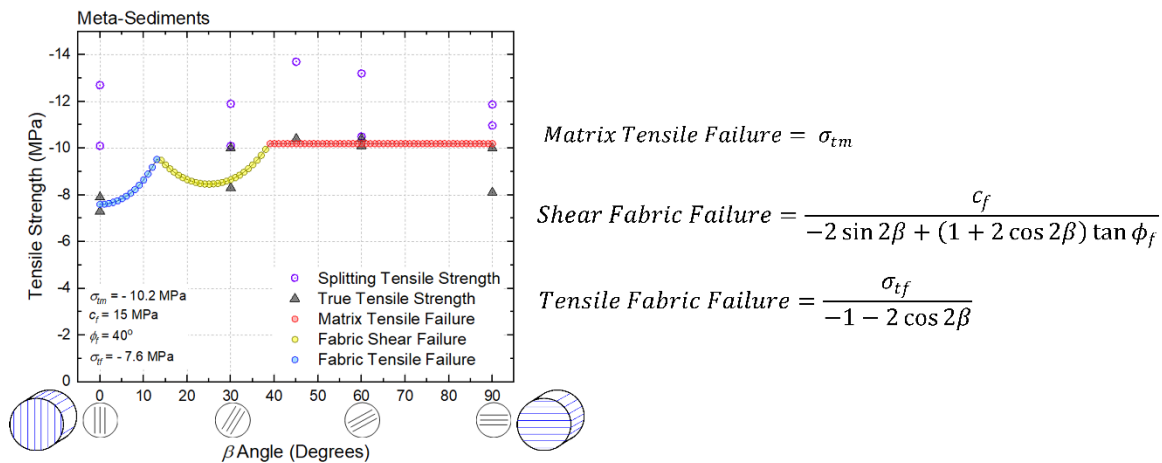 Meta-Sediments
Tensile Strength (MPa)
-14
-12
-10
-8
-6
-4
-2
0
Splitting Tensile Strength
True Tensile Strength
Matrix Tensile Failure
Fabric Shear Failure
Fabric Tensile Failure
σtm = - 10.2 MPa
cf = 15 MPa
ϕf = 40o
σtf = - 7.6 MPa
0 10 20 30 40 50 60 70 80 90
β Angle (Degrees)
Matrix Tensile Failure = σtm
Shear Fabric Failure = cf / −2 sin 2β + (1 + 2 cos 2β) tan ϕf
Tensile Fabric Failure = σtf / −1 − 2 cos 2β